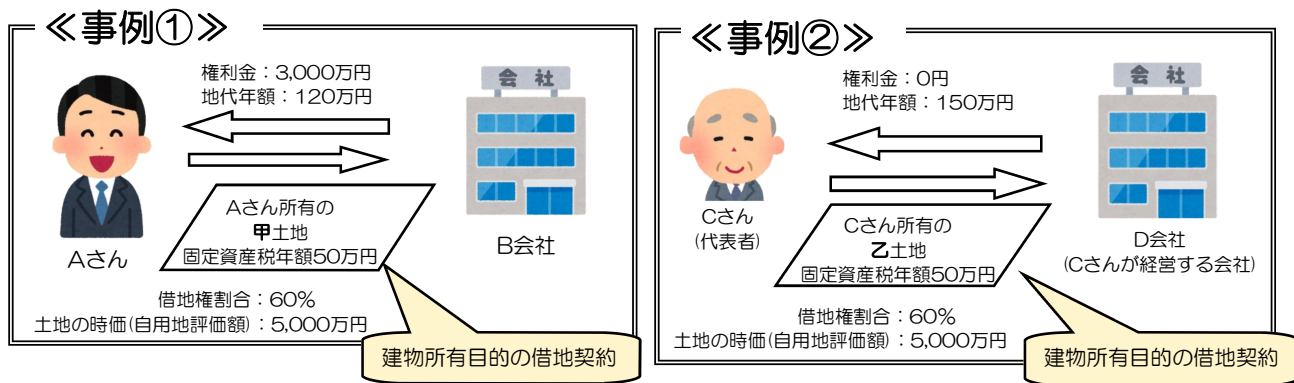 ≪事例①≫
権利金：3,000万円
地代年額：120万円
会社
Aさん
Aさん所有の
甲土地
固定資産税年額50万円
B会社
借地権割合：60%
土地の時価(自用地評価額)：5,000万円
建物所有目的の借地契約
≪事例②≫
権利金：0円
地代年額：150万円
会社
Cさん
(代表者)
Cさん所有の
乙土地
固定資産税年額50万円
D会社
(Cさんが経営する会社)
借地権割合：60%
土地の時価(自用地評価額)：5,000万円
建物所有目的の借地契約